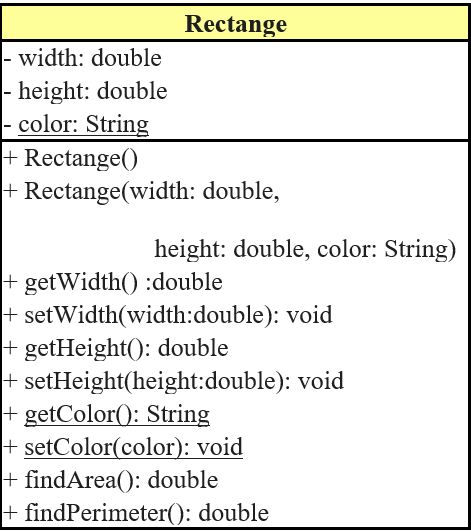 Rectange
- width: double
- height: double
- color: String
+ Rectange()
+ Rectange(width: double,
height: double, color: String)
+ getWidth() :double
+ setWidth(width:double): void
+ getHeight(): double
+ setHeight(height:double): void
+ getColor(): String
+ setColor(color): void
+ findArea(): double
+ findPerimeter(): double